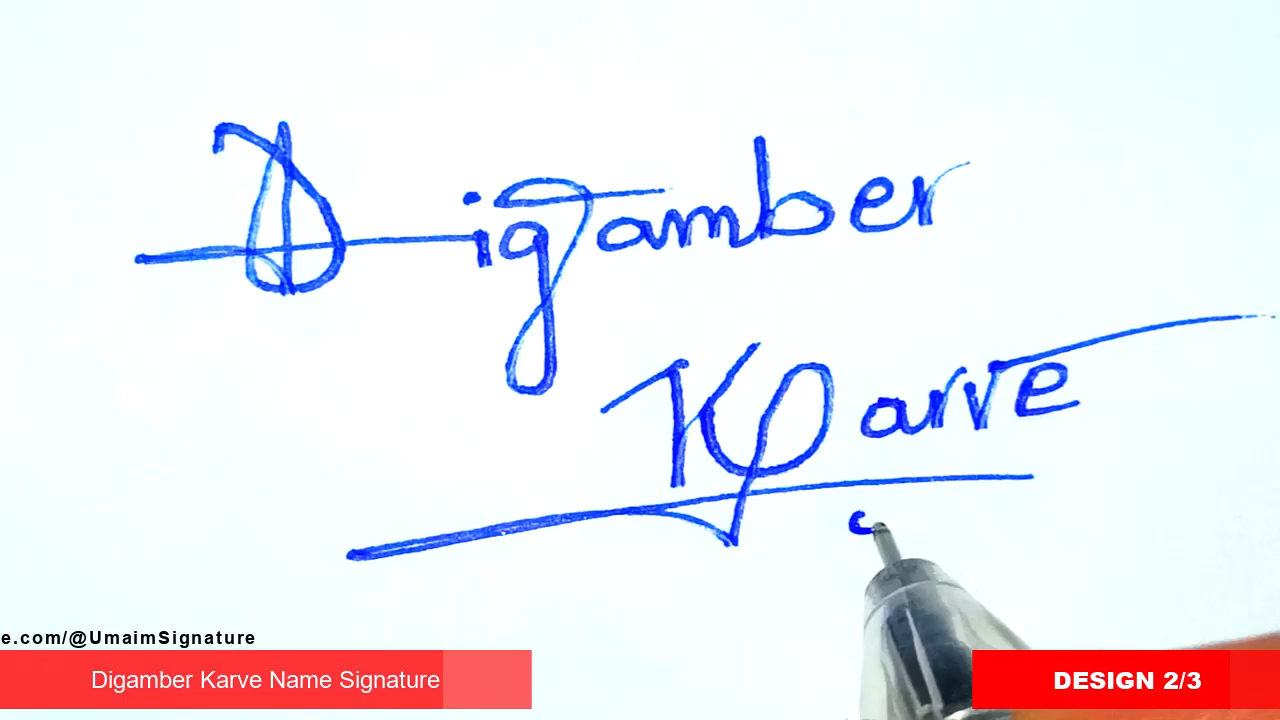 Digamber
Karve
e.com/@UmaimSignature
Digamber Karve Name Signature
DESIGN 2/3